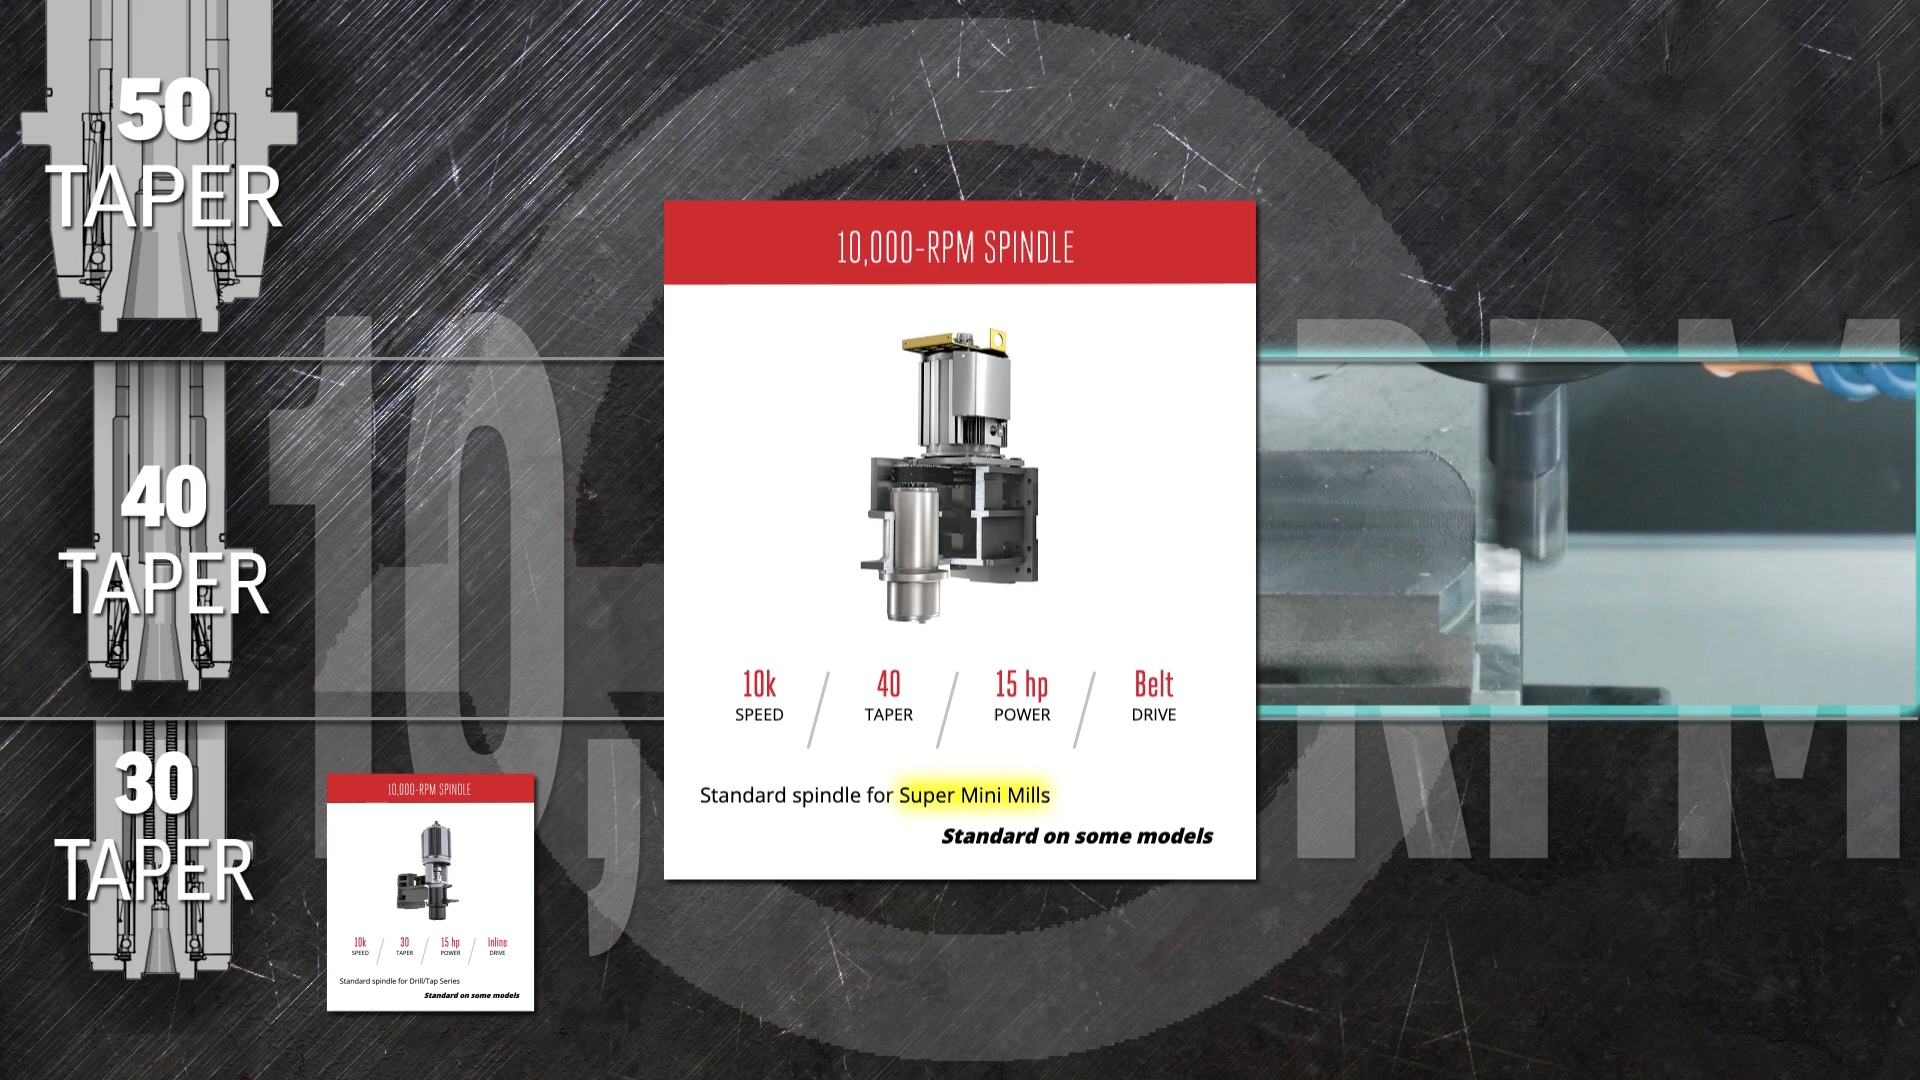 50
TAPER
40
TAPER
30
TAPER
10,000-RPM SPINDLE
10k
SPEED
40
TAPER
15 hp
POWER
Belt
DRIVE
Standard spindle for Super Mini Mills
Standard on some models
10,000-RPM SPINDLE
10k
SPEED
30
TAPER
15 hp
POWER
Inline
DRIVE
Standard spindle for Drill/Tap Series
Standard on some models
10,
RPM